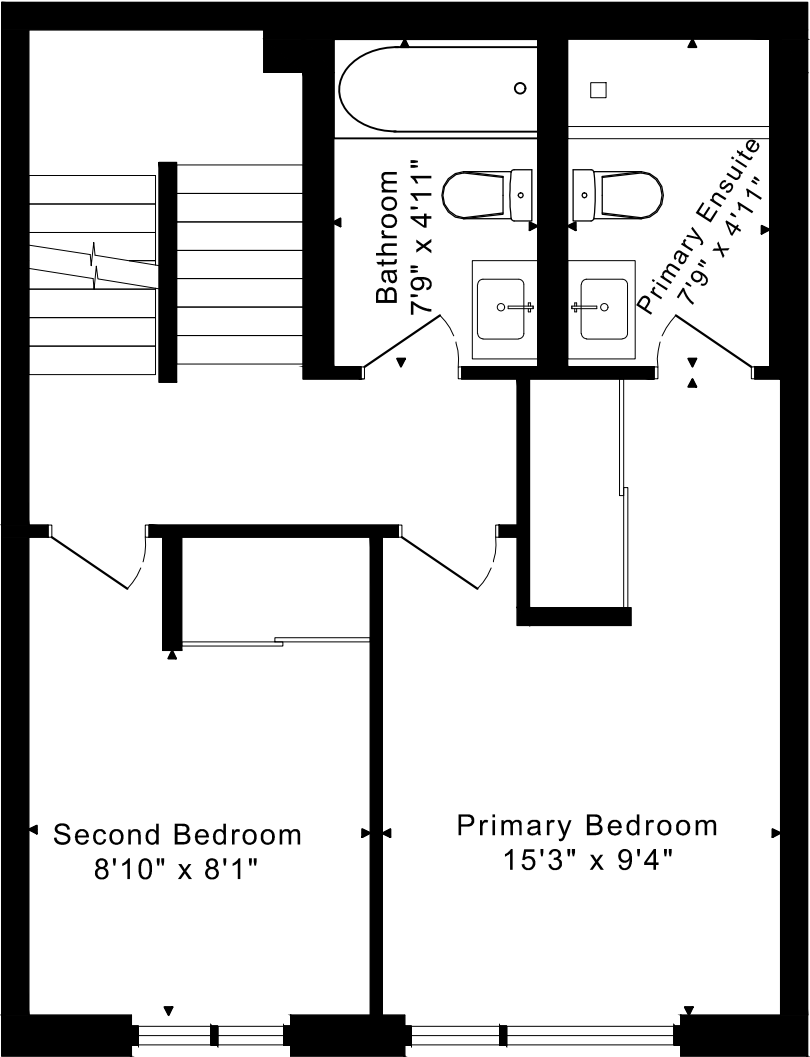 Bathroom
7'9" x 4'11"
Primary Ensuite
7'9" x 4'11"
Second Bedroom
8'10" x 8'1"
Primary Bedroom
15'3" x 9'4"